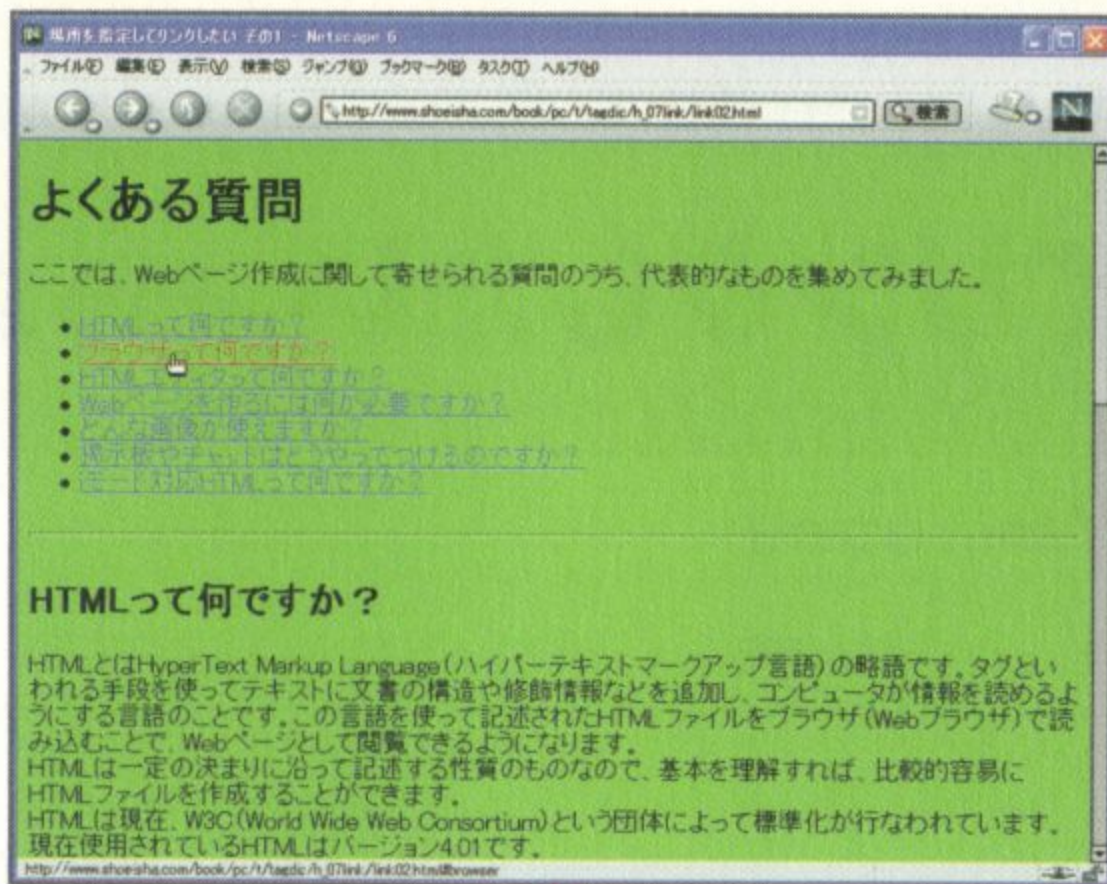 場所を指定してリンクしたい その1 - Netscape 6
ファイル(F) 編集(E) 表示(V) 検索(S) ジャンプ(G) ブックマーク(B) タスク(T) ヘルプ(H)
http://www.shoeisha.com/book/pc/t/tagdic/h_07link/link02.html 検索 N
よくある質問
ここでは、Webページ作成に関して寄せられる質問のうち、代表的なものを集めてみました。
• HTMLって何ですか?
• ブラウザって何ですか?
• HTMLエディタって何ですか?
• Webページを作るには何が必要ですか?
• どんな画像が使えますか?
• 掲示板やチャットはどうやってつけるのですか?
• iモード対応HTMLって何ですか?
HTMLって何ですか?
HTMLとはHyperText Markup Language(ハイパーテキストマークアップ言語)の略語です。タグとい
われる手段を使ってテキストに文書の構造や修飾情報などを追加し、コンピュータが情報を読めるよ
うにする言語のことです。この言語を使って記述されたHTMLファイルをブラウザ(Webブラウザ)で読
み込むことで、Webページとして閲覧できるようになります。
HTMLは一定の決まりに沿って記述する性質のものなので、基本を理解すれば、比較的容易に
HTMLファイルを作成することができます。
HTMLは現在、W3C(World Wide Web Consortium)という団体によって標準化が行なわれています。
現在使用されているHTMLはバージョン4.01です。
http://www.shoeisha.com/book/pc/t/tagdic/h_07link/link02.html#browser